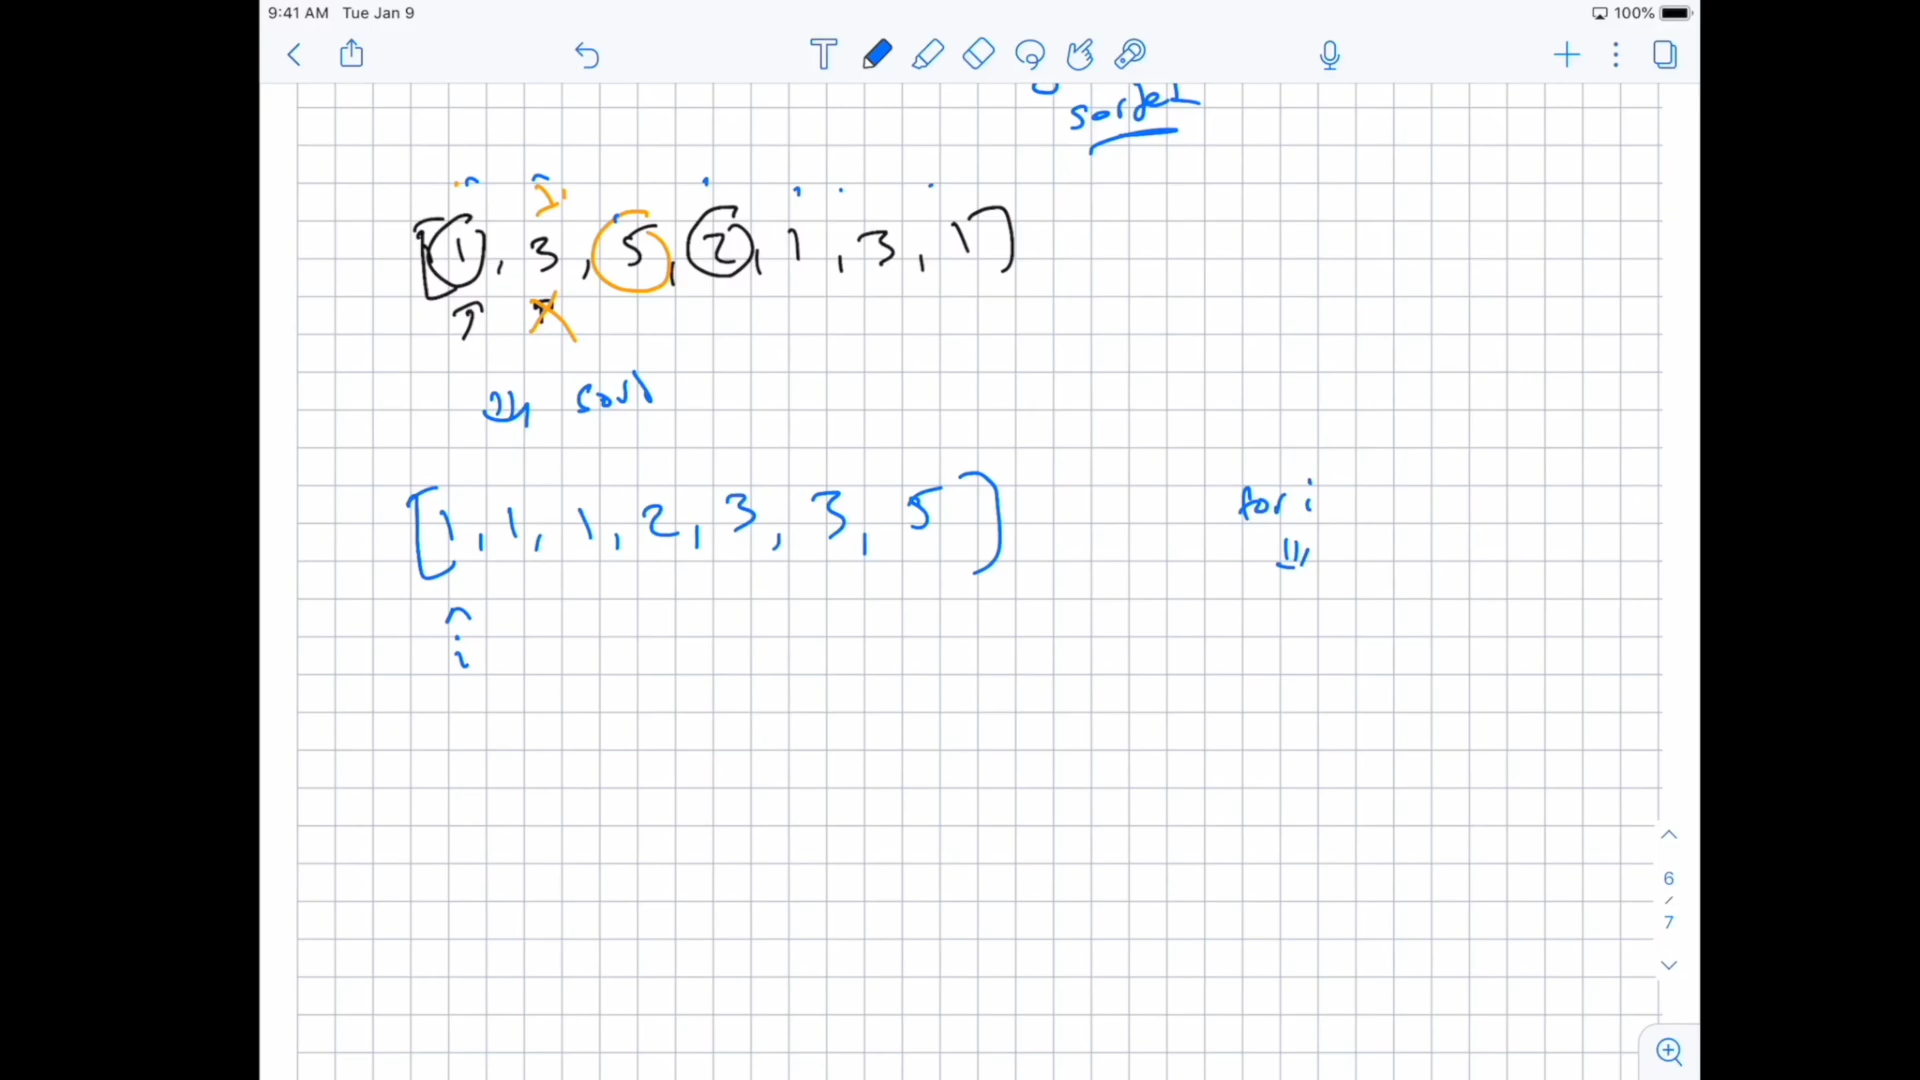 9:41 AM Tue Jan 9
100%
sorted
[1, 3, 5, 2, 1, 3, 1]
sort
[1, 1, 1, 2, 3, 3, 5]
for i
i
6
/
7